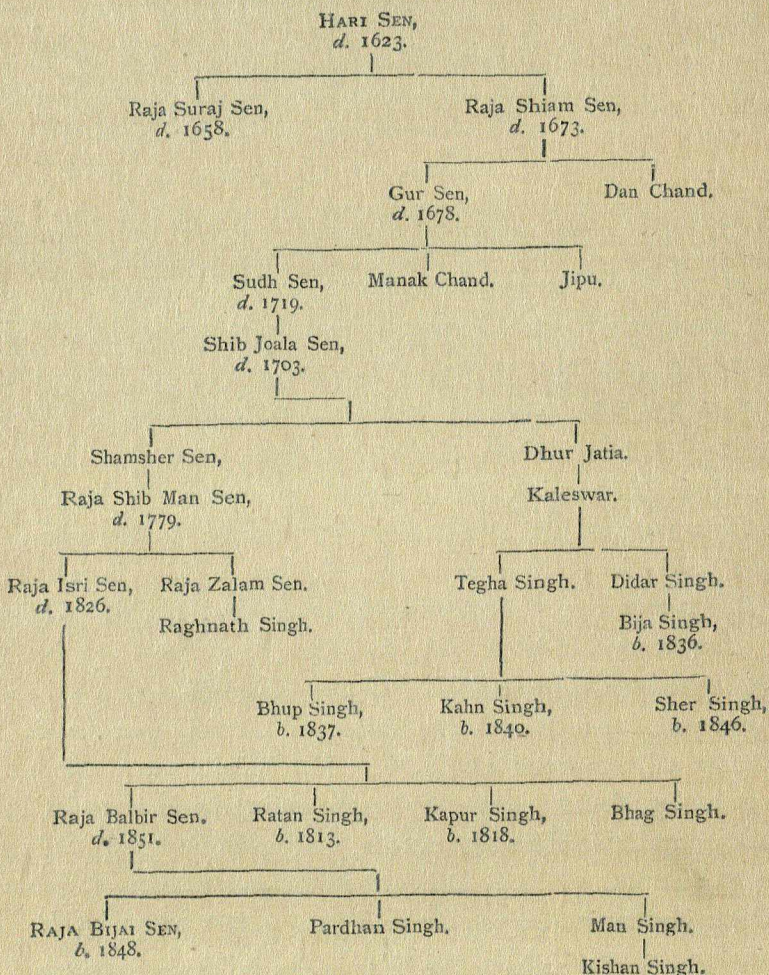 HARI SEN,
d. 1623.
Raja Suraj Sen, Raja Shiam Sen,
d. 1658. d. 1673.
Gur Sen, Dan Chand.
d. 1678.
Sudh Sen, Manak Chand. Jipu.
d. 1719.
Shib Joala Sen,
d. 1703.
Shamsher Sen, Dhur Jatia.
Raja Shib Man Sen, Kaleswar.
d. 1779.
Raja Isri Sen, Raja Zalam Sen. Tegha Singh. Didar Singh.
d. 1826.
Raghnath Singh. Bija Singh,
b. 1836.
Bhup Singh, Kahn Singh, Sher Singh,
b. 1837. b. 1840. b. 1846.
Raja Balbir Sen. Ratan Singh, Kapur Singh, Bhag Singh.
d. 1851. b. 1813. b. 1818.
RAJA BIJAI SEN, Pardhan Singh. Man Singh.
b. 1848.
Kishan Singh.